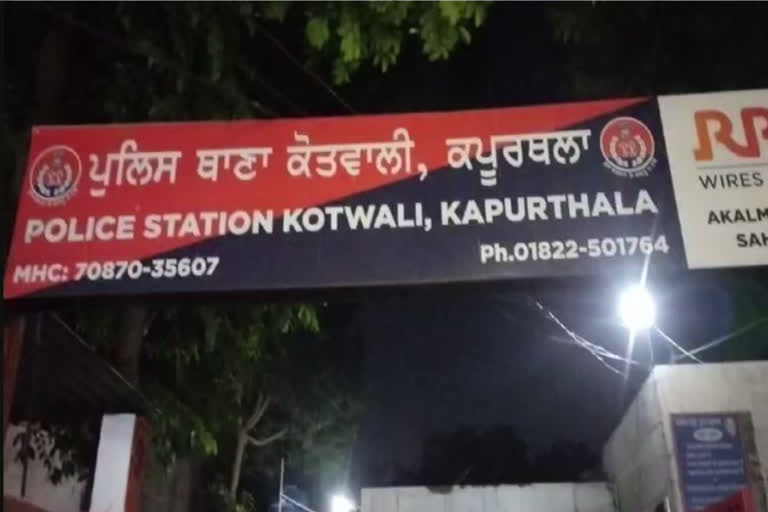 ਪੁਲਿਸ ਥਾਣਾ ਕੋਤਵਾਲੀ, ਕਪੂਰਥਲਾ
POLICE STATION KOTWALI, KAPURTHALA
MHC: 70870-35607
Ph.01822-501764
WIRES